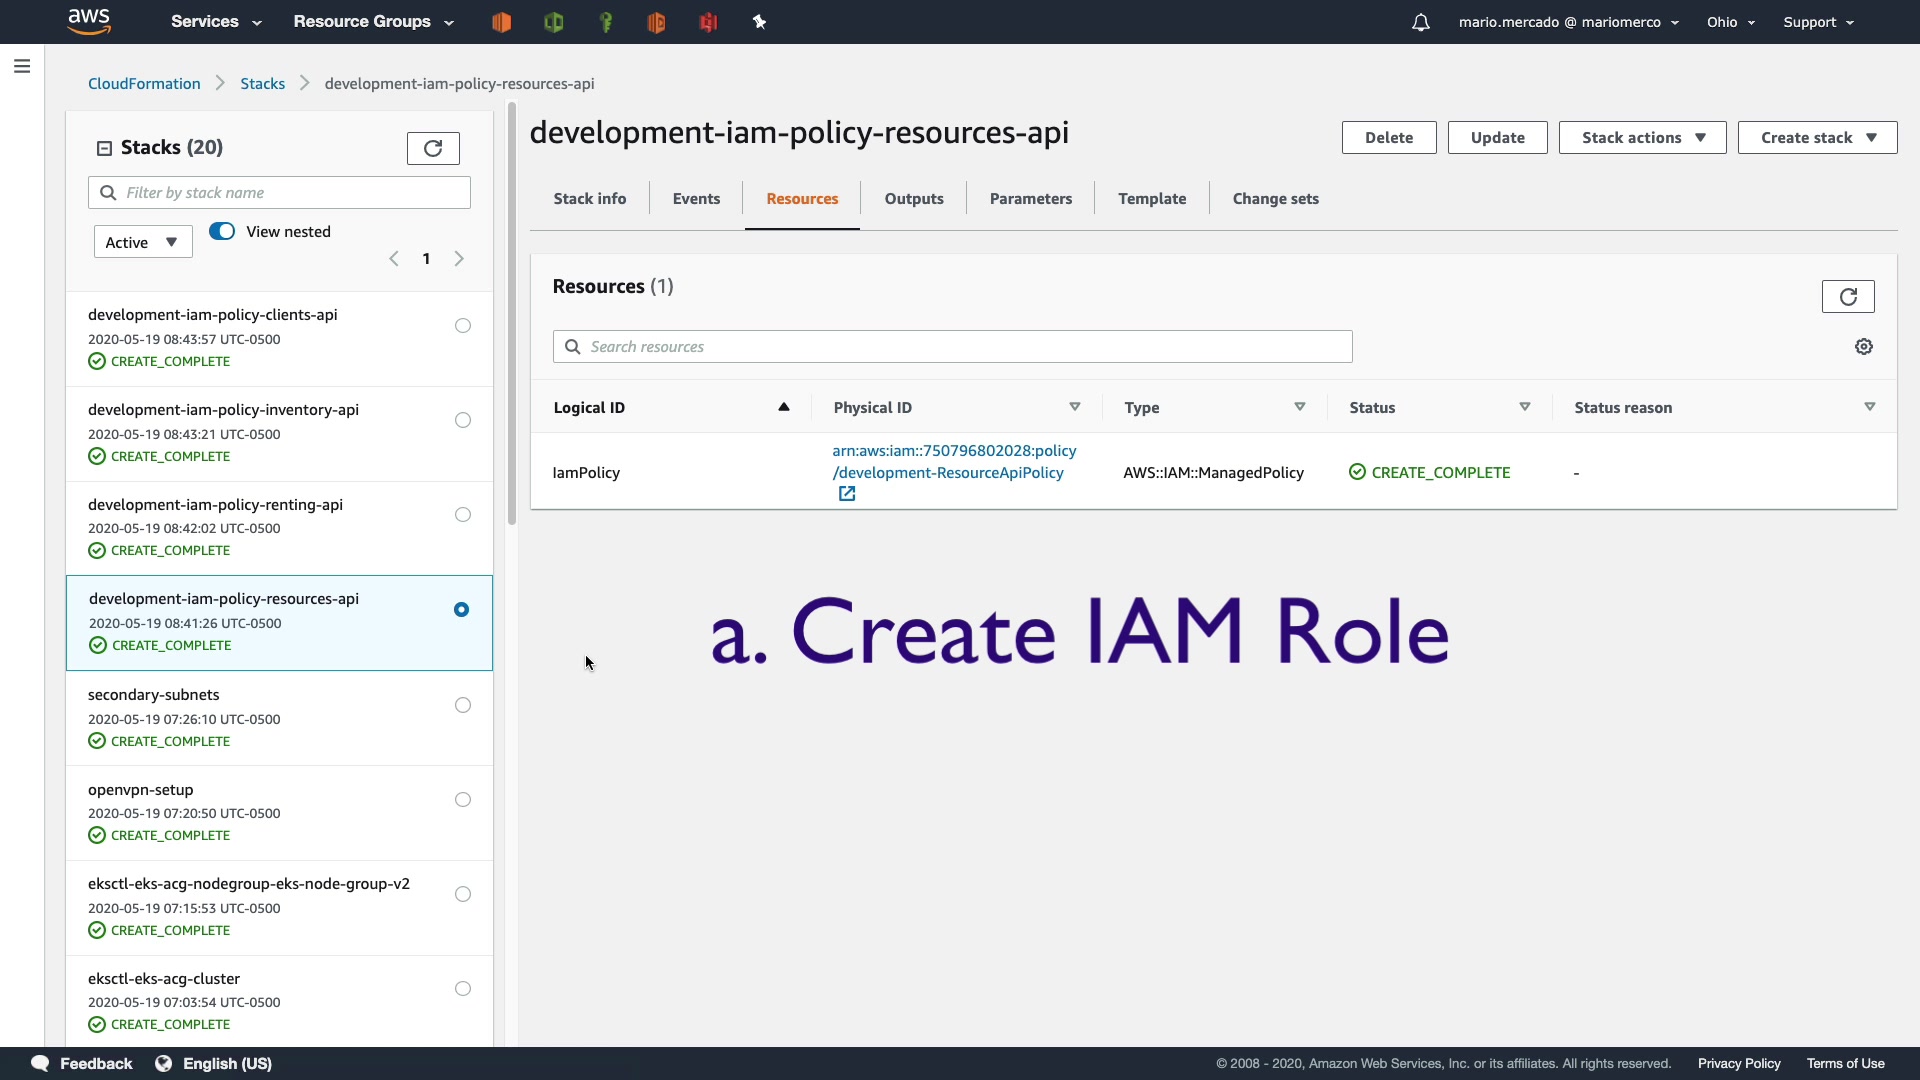 aws
Services
Resource Groups
mario.mercado @ mariomerco
Ohio
Support
CloudFormation
Stacks
development-iam-policy-resources-api
Stacks (20)
Filter by stack name
Active
View nested
1
development-iam-policy-clients-api
2020-05-19 08:43:57 UTC-0500
CREATE_COMPLETE
development-iam-policy-inventory-api
2020-05-19 08:43:21 UTC-0500
CREATE_COMPLETE
development-iam-policy-renting-api
2020-05-19 08:42:02 UTC-0500
CREATE_COMPLETE
development-iam-policy-resources-api
2020-05-19 08:41:26 UTC-0500
CREATE_COMPLETE
secondary-subnets
2020-05-19 07:26:10 UTC-0500
CREATE_COMPLETE
openvpn-setup
2020-05-19 07:20:50 UTC-0500
CREATE_COMPLETE
eksctl-eks-acg-nodegroup-eks-node-group-v2
2020-05-19 07:15:53 UTC-0500
CREATE_COMPLETE
eksctl-eks-acg-cluster
2020-05-19 07:03:54 UTC-0500
CREATE_COMPLETE
development-iam-policy-resources-api
Delete
Update
Stack actions
Create stack
Stack info
Events
Resources
Outputs
Parameters
Template
Change sets
Resources (1)
Search resources
Logical ID
Physical ID
Type
Status
Status reason
IamPolicy
arn:aws:iam::750796802028:policy
/development-ResourceApiPolicy
AWS::IAM::ManagedPolicy
CREATE_COMPLETE
-
a. Create IAM Role
Feedback
English (US)
© 2008 - 2020, Amazon Web Services, Inc. or its affiliates. All rights reserved.
Privacy Policy
Terms of Use